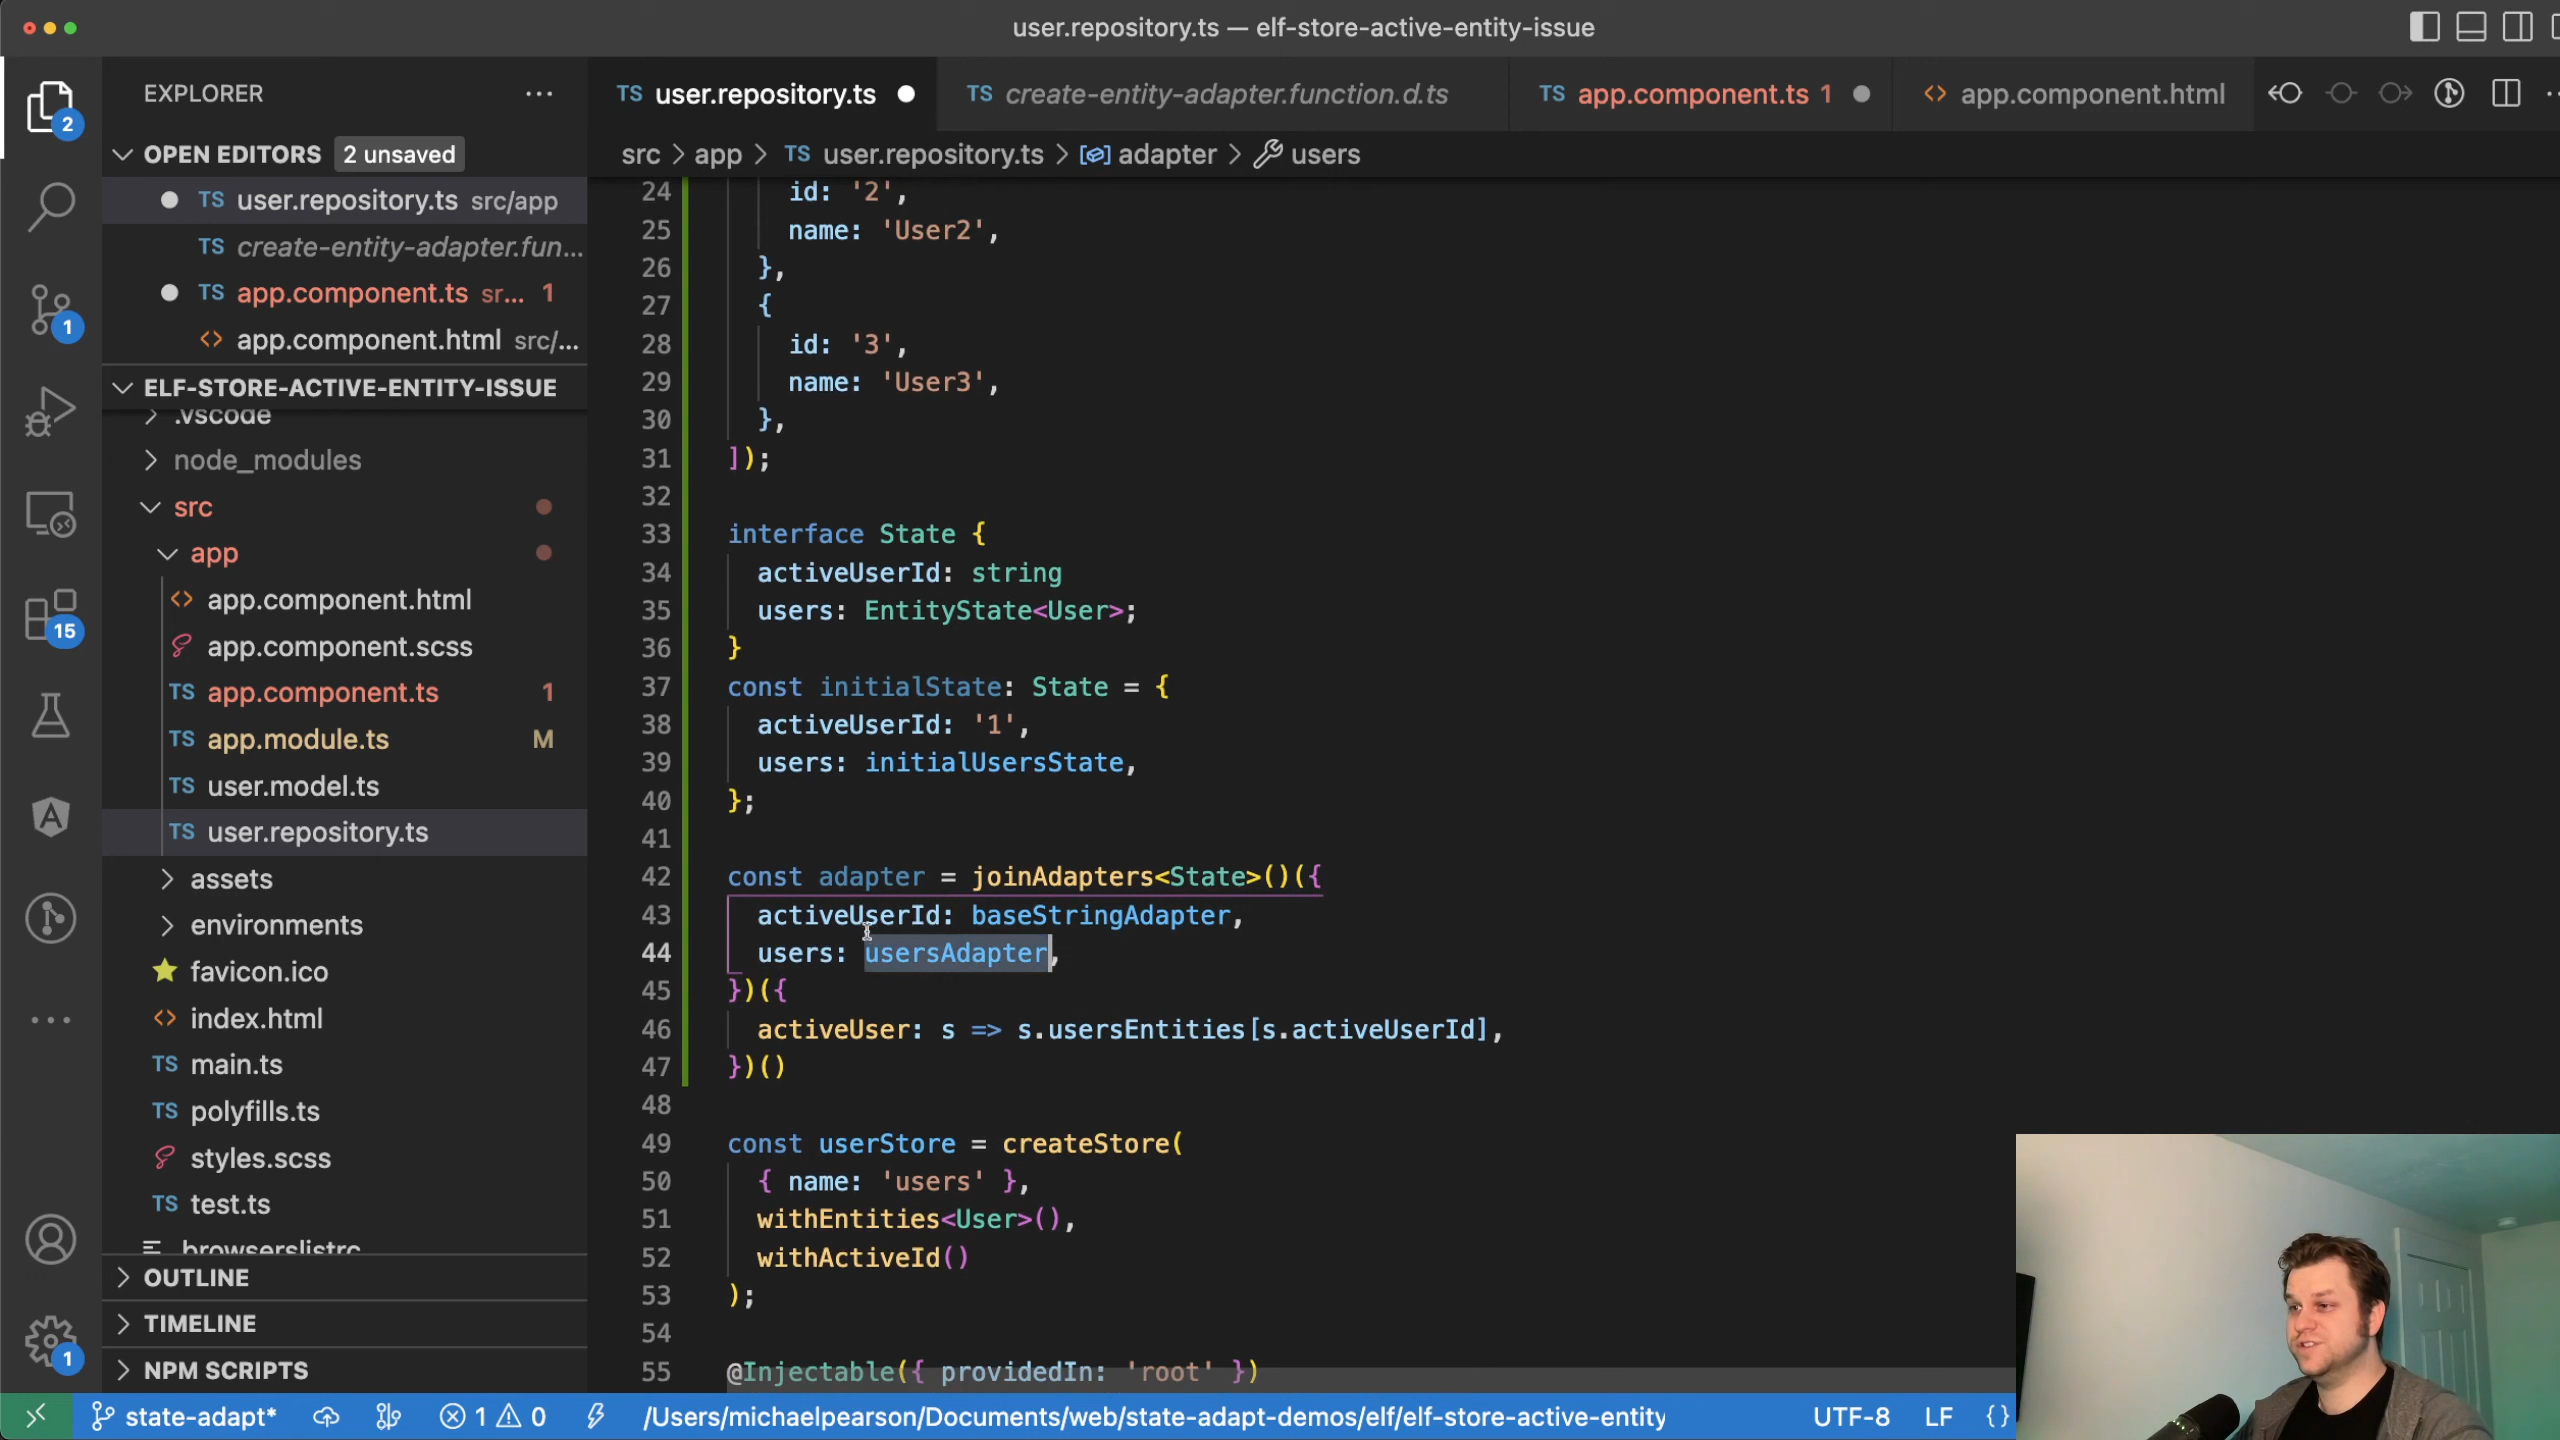 user.repository.ts — elf-store-active-entity-issue
EXPLORER
TS user.repository.ts
TS create-entity-adapter.function.d.ts
TS app.component.ts 1
<> app.component.html
2
OPEN EDITORS 2 unsaved
src > app > TS user.repository.ts > adapter > users
TS user.repository.ts src/app
TS create-entity-adapter.fun...
TS app.component.ts sr... 1
<> app.component.html src/...
1
ELF-STORE-ACTIVE-ENTITY-ISSUE
.vscode
node_modules
src
app
<> app.component.html
15
app.component.scss
TS app.component.ts 1
TS app.module.ts M
TS user.model.ts
TS user.repository.ts
assets
environments
favicon.ico
<> index.html
TS main.ts
TS polyfills.ts
styles.scss
TS test.ts
browserslistrc
OUTLINE
TIMELINE
1
NPM SCRIPTS
24 id: '2',
25 name: 'User2',
26 },
27 {
28 id: '3',
29 name: 'User3',
30 },
31 ]);
32
33 interface State {
34 activeUserId: string
35 users: EntityState<User>;
36 }
37 const initialState: State = {
38 activeUserId: '1',
39 users: initialUsersState,
40 };
41
42 const adapter = joinAdapters<State>()({
43 activeUserId: baseStringAdapter,
44 users: usersAdapter,
45 })({
46 activeUser: s => s.usersEntities[s.activeUserId],
47 })()
48
49 const userStore = createStore(
50 { name: 'users' },
51 withEntities<User>(),
52 withActiveId()
53 );
54
55 @Injectable({ providedIn: 'root' })
state-adapt* 1 0 /Users/michaelpearson/Documents/web/state-adapt-demos/elf/elf-store-active-entity UTF-8 LF {}